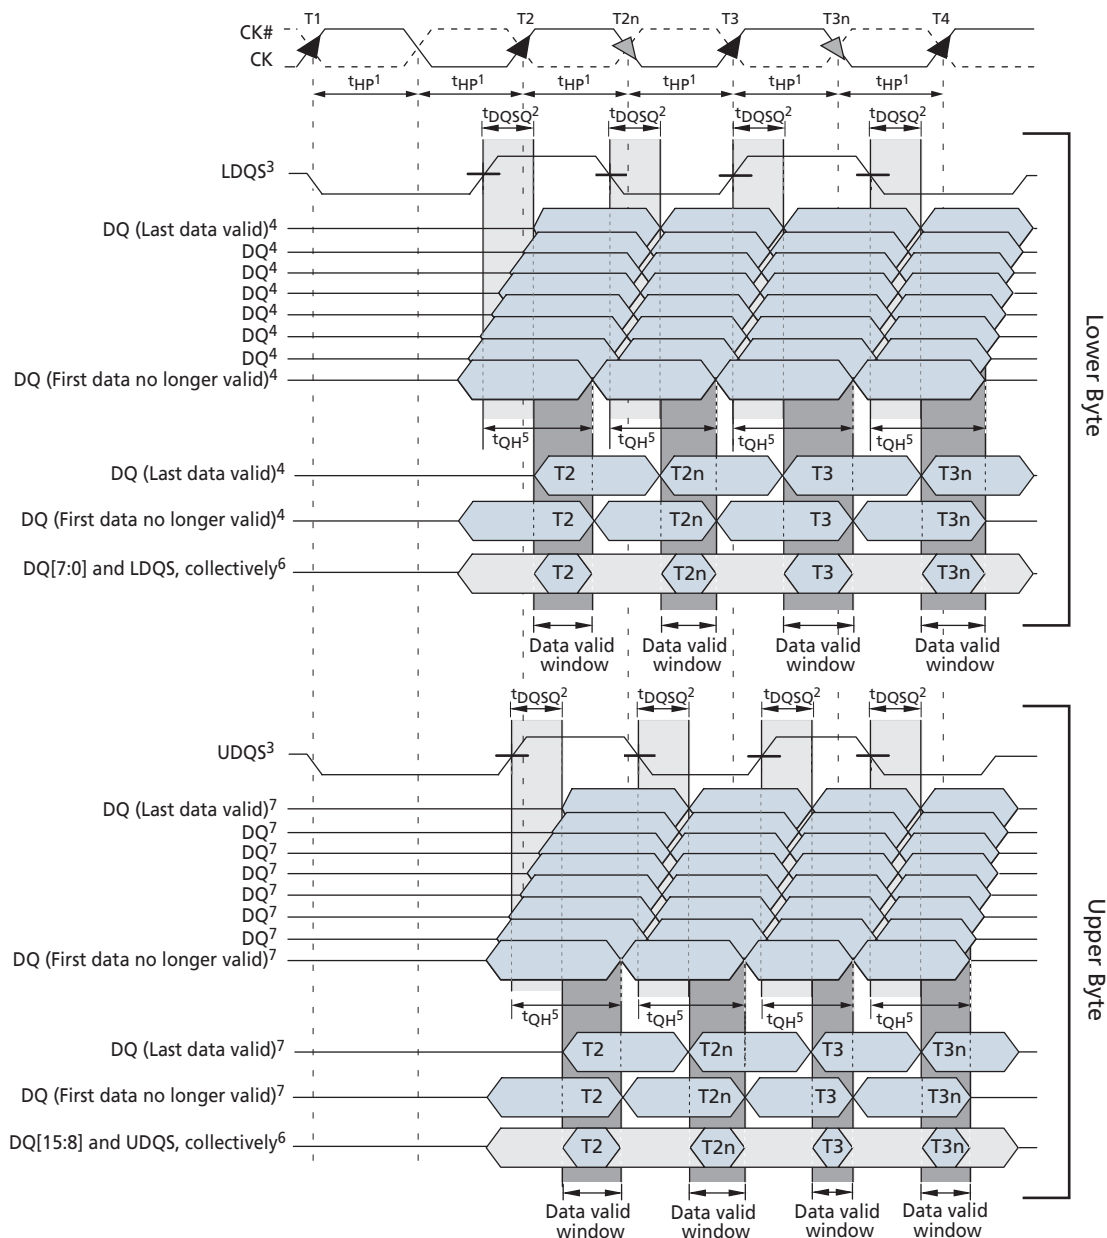 T1 T2 T2n T3 T3n T4
CK#
CK
tHP1 tHP1 tHP1 tHP1 tHP1 tHP1
tDQSQ2 tDQSQ2 tDQSQ2 tDQSQ2
LDQS3
DQ (Last data valid)4
DQ4
DQ4
DQ4
DQ4
DQ4
DQ4
DQ (First data no longer valid)4
tQH5 tQH5 tQH5 tQH5
DQ (Last data valid)4 T2 T2n T3 T3n
DQ (First data no longer valid)4 T2 T2n T3 T3n
DQ[7:0] and LDQS, collectively6 T2 T2n T3 T3n
Data valid window
Data valid window
Data valid window
Data valid window
Lower Byte
tDQSQ2 tDQSQ2 tDQSQ2 tDQSQ2
UDQS3
DQ (Last data valid)7
DQ7
DQ7
DQ7
DQ7
DQ7
DQ7
DQ (First data no longer valid)7
tQH5 tQH5 tQH5 tQH5
DQ (Last data valid)7 T2 T2n T3 T3n
DQ (First data no longer valid)7 T2 T2n T3 T3n
DQ[15:8] and UDQS, collectively6 T2 T2n T3 T3n
Data valid window
Data valid window
Data valid window
Data valid window
Upper Byte